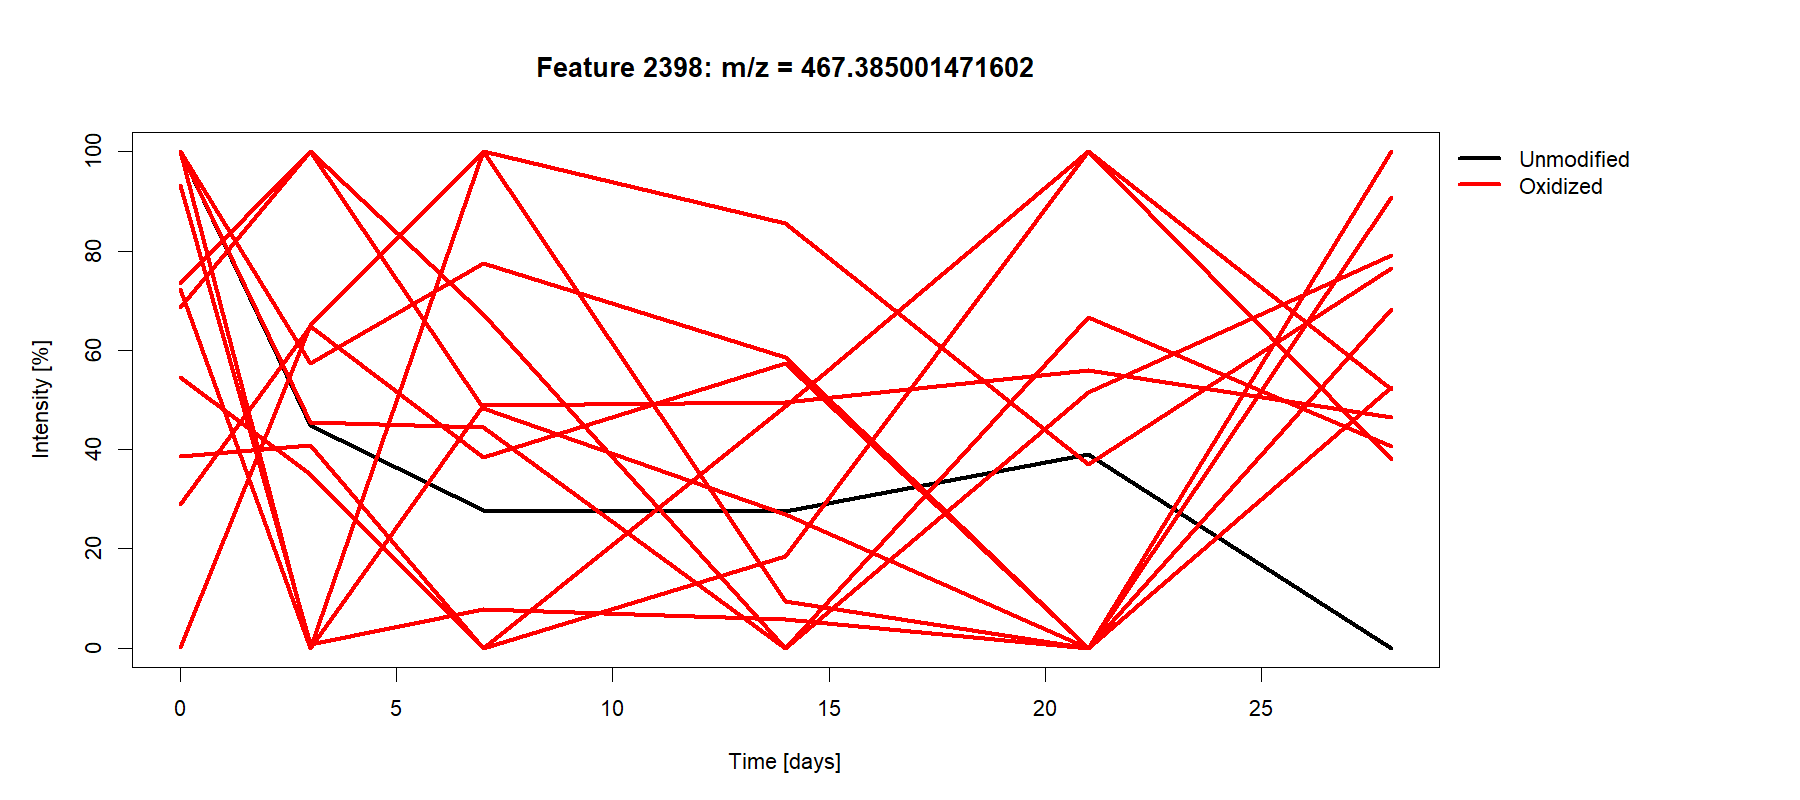 Feature 2398: m/z = 467.385001471602
Unmodified
Oxidized
Intensity [%]
100
80
60
40
20
0
0 5 10 15 20 25
Time [days]